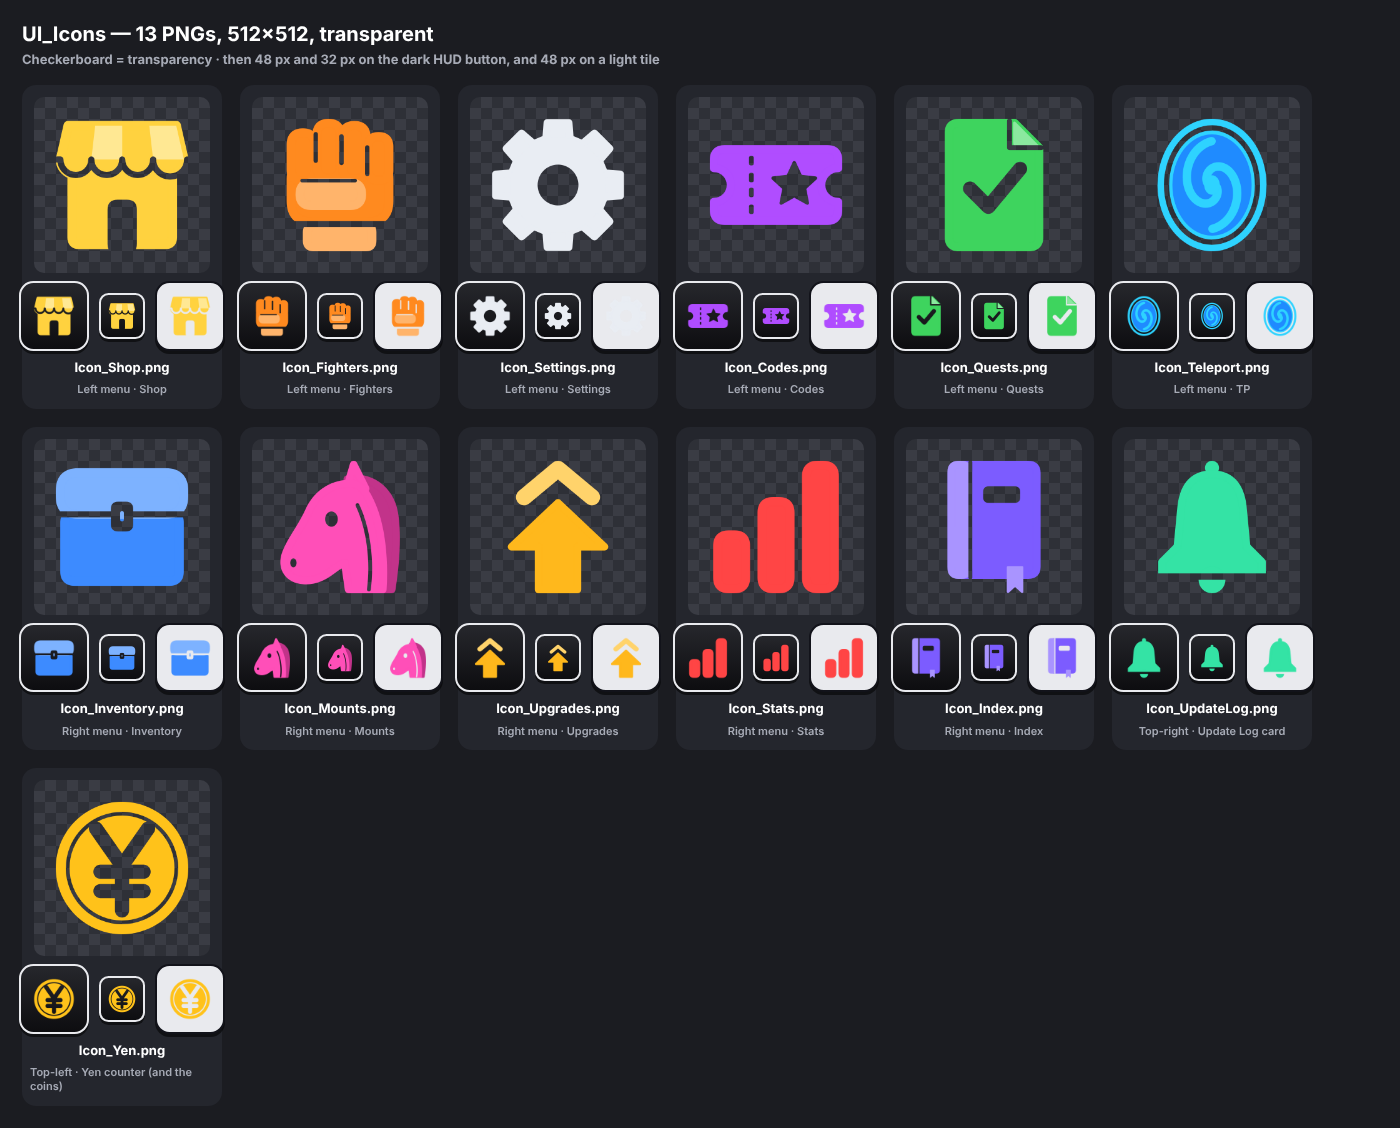 UI_Icons — 13 PNGs, 512×512, transparent
Checkerboard = transparency · then 48 px and 32 px on the dark HUD button, and 48 px on a light tile
Icon_Shop.png
Left menu · Shop
Icon_Fighters.png
Left menu · Fighters
Icon_Settings.png
Left menu · Settings
Icon_Codes.png
Left menu · Codes
Icon_Quests.png
Left menu · Quests
Icon_Teleport.png
Left menu · TP
Icon_Inventory.png
Right menu · Inventory
Icon_Mounts.png
Right menu · Mounts
Icon_Upgrades.png
Right menu · Upgrades
Icon_Stats.png
Right menu · Stats
Icon_Index.png
Right menu · Index
Icon_UpdateLog.png
Top-right · Update Log card
¥
Icon_Yen.png
Top-left · Yen counter (and the
coins)